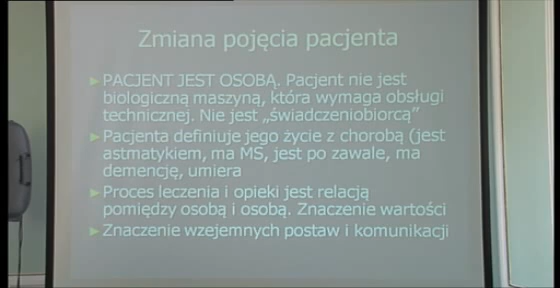 Zmiana pojęcia pacjenta
►PACJENT JEST OSOBĄ. Pacjent nie jest
biologiczną maszyną, która wymaga obsługi
technicznej. Nie jest „świadczeniobiorcą”
►Pacjenta definiuje jego życie z chorobą (jest
astmatykiem, ma MS, jest po zawale, ma
demencję, umiera
►Proces leczenia i opieki jest relacją
pomiędzy osobą i osobą. Znaczenie wartości
►Znaczenie wzejemnych postaw i komunikacji